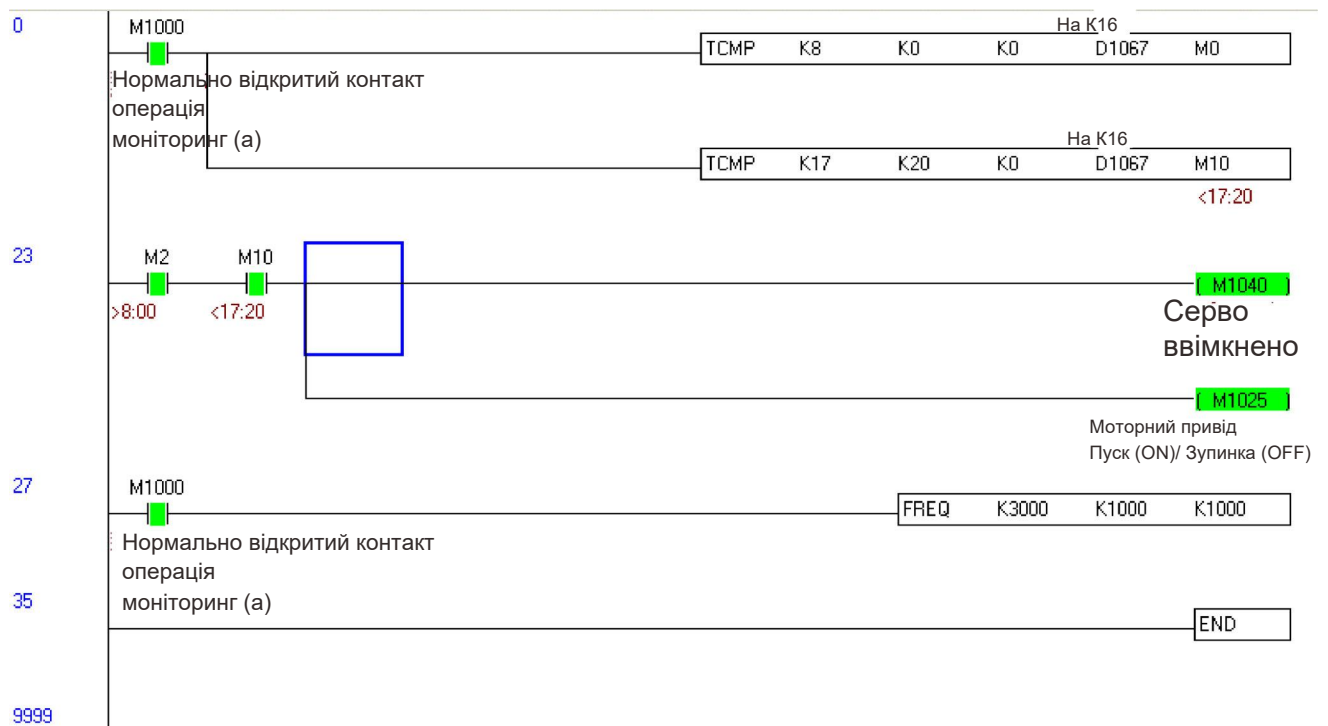 0
M1000
На К16
TCMP K8 K0 K0 D1067 M0
Нормально відкритий контакт
операція
моніторинг (а)
На К16
TCMP K17 K20 K0 D1067 M10
<17:20
23
M2 M10
( M1040 )
>8:00 <17:20
Серво
ввімкнено
( M1025 )
Моторний привід
Пуск (ON)/ Зупинка (OFF)
27
M1000
FREQ K3000 K1000 K1000
Нормально відкритий контакт
операція
моніторинг (а)
35
END
9999